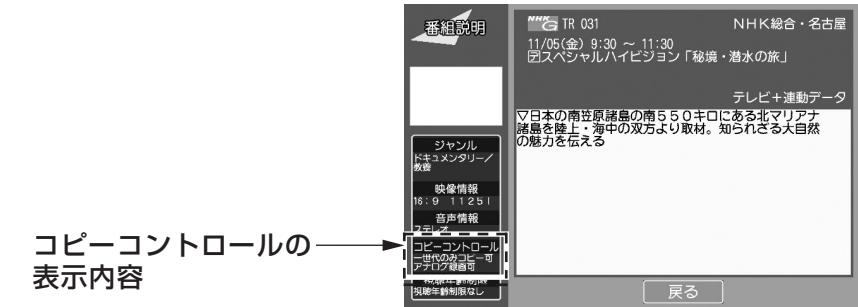 番組説明
NHK G TR 031 NHK総合・名古屋
11/05(金) 9:30 ～ 11:30
デスペシャルハイビジョン「秘境・潜水の旅」
テレビ＋連動データ
▽日本の南笠原諸島の南５５０キロにある北マリアナ
諸島を陸上・海中の双方より取材。知られざる大自然
の魅力を伝える
ジャンル
ドキュメンタリー／
教養
映像情報
16：9 1125I
音声情報
ステレオ
コピーコントロール
一世代のみコピー可
アナログ録画可
視聴年齢制限
視聴年齢制限なし
戻る
コピーコントロールの
表示内容